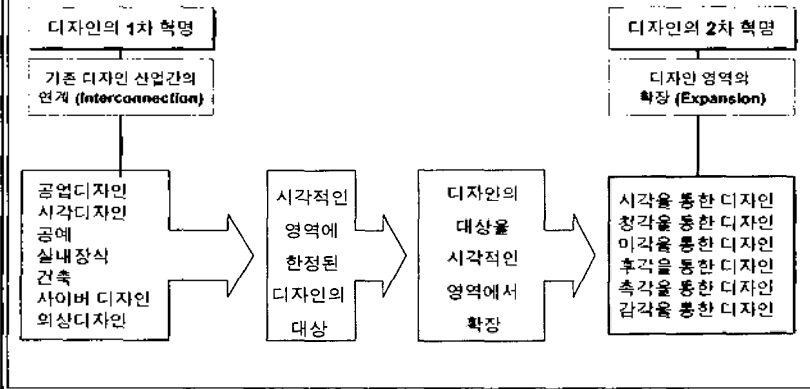 디자인의 1차 혁명
기존 디자인 산업간의
연계 (Interconnection)
공업디자인
시각디자인
공예
실내장식
건축
사이버 디자인
의상디자인
시각적인
영역에
한정된
디자인의
대상
디자인의
대상을
시각적인
영역에서
확장
디자인의 2차 혁명
디자인 영역의
확장 (Expansion)
시각을 통한 디자인
청각을 통한 디자인
미각을 통한 디자인
후각을 통한 디자인
촉각을 통한 디자인
감각을 통한 디자인